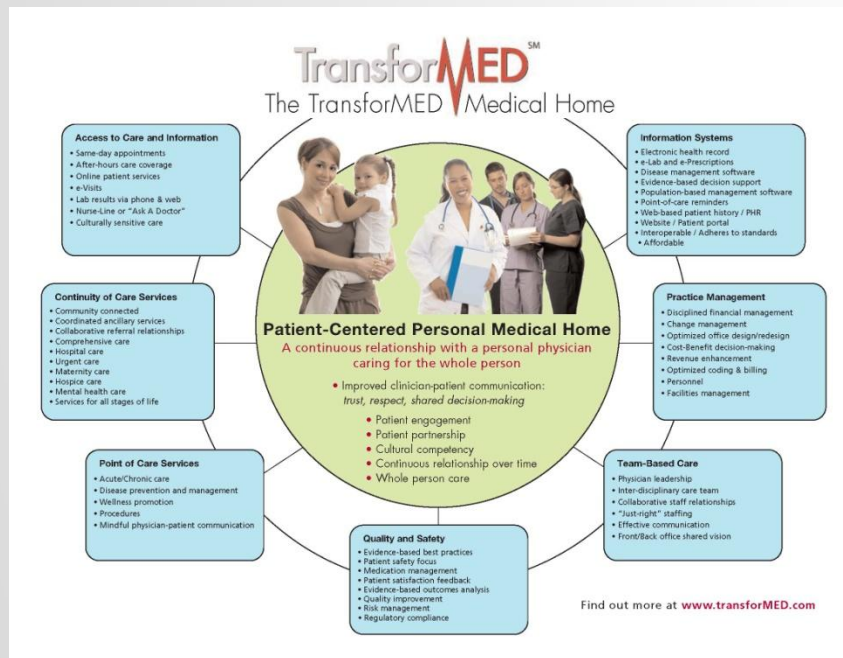 TransforMED SM
The TransforMED Medical Home
Access to Care and Information
• Same-day appointments
• After-hours care coverage
• Online patient services
• e-Visits
• Lab results via phone & web
• Nurse-Line or “Ask A Doctor”
• Culturally sensitive care
Information Systems
• Electronic health record
• e-Lab and e-Prescriptions
• Disease management software
• Evidence-based decision support
• Population-based management software
• Point-of-care reminders
• Web-based patient history / PHR
• Website / Patient portal
• Interoperable / Adheres to standards
• Affordable
Continuity of Care Services
• Community connected
• Coordinated ancillary services
• Collaborative referral relationships
• Comprehensive care
• Hospital care
• Urgent care
• Maternity care
• Hospice care
• Mental health care
• Services for all stages of life
Patient-Centered Personal Medical Home
A continuous relationship with a personal physician
caring for the whole person
• Improved clinician-patient communication:
trust, respect, shared decision-making
• Patient engagement
• Patient partnership
• Cultural competency
• Continuous relationship over time
• Whole person care
Practice Management
• Disciplined financial management
• Change management
• Optimized office design/redesign
• Cost-Benefit decision-making
• Revenue enhancement
• Optimized coding & billing
• Personnel
• Facilities management
Point of Care Services
• Acute/Chronic care
• Disease prevention and management
• Wellness promotion
• Procedures
• Mindful physician-patient communication
Team-Based Care
• Physician leadership
• Inter-disciplinary care team
• Collaborative staff relationships
• “Just-right” staffing
• Effective communication
• Front/Back office shared vision
Quality and Safety
• Evidence-based best practices
• Patient safety focus
• Medication management
• Patient satisfaction feedback
• Evidence-based outcomes analysis
• Quality improvement
• Risk management
• Regulatory compliance
Find out more at www.transforMED.com